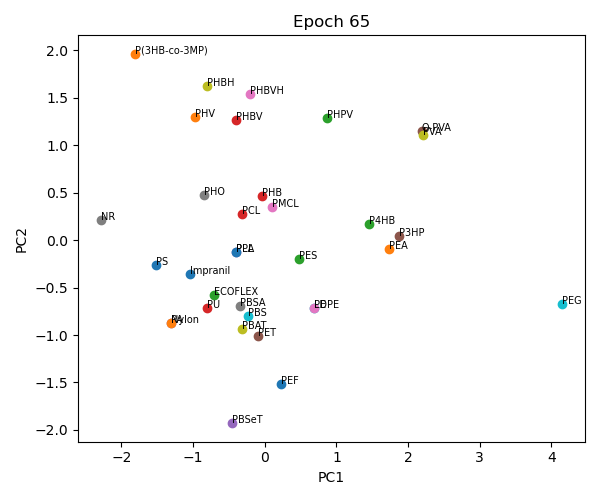 Epoch 65
2.0
1.5
1.0
0.5
0.0
−0.5
−1.0
−1.5
−2.0
PC2
P(3HB-co-3MP)
PHBH
PHBVH
PHV
PHBV
PHPV
O-PVA
PVA
PHO
PHB
PMCL
PCL
NR
P4HB
P3HP
PEA
PLA
PES
PS
Impranil
ECOFLEX
PBSA
PU
PBS
LDPE
PEG
Nylon
PBAT
PET
PEF
PBSeT
−2
−1
0
1
2
3
4
PC1